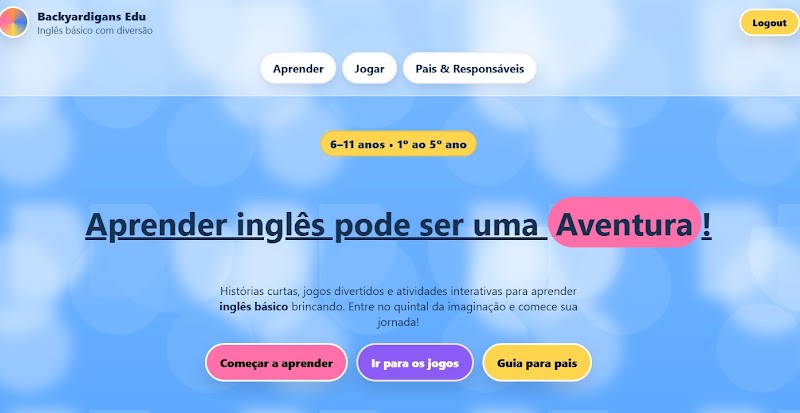 Backyardigans Edu
Inglês básico com diversão
Logout
Aprender
Jogar
Pais & Responsáveis
6–11 anos • 1º ao 5º ano
Aprender inglês pode ser uma Aventura !
Histórias curtas, jogos divertidos e atividades interativas para aprender
inglês básico brincando. Entre no quintal da imaginação e comece sua
jornada!
Começar a aprender
Ir para os jogos
Guia para pais